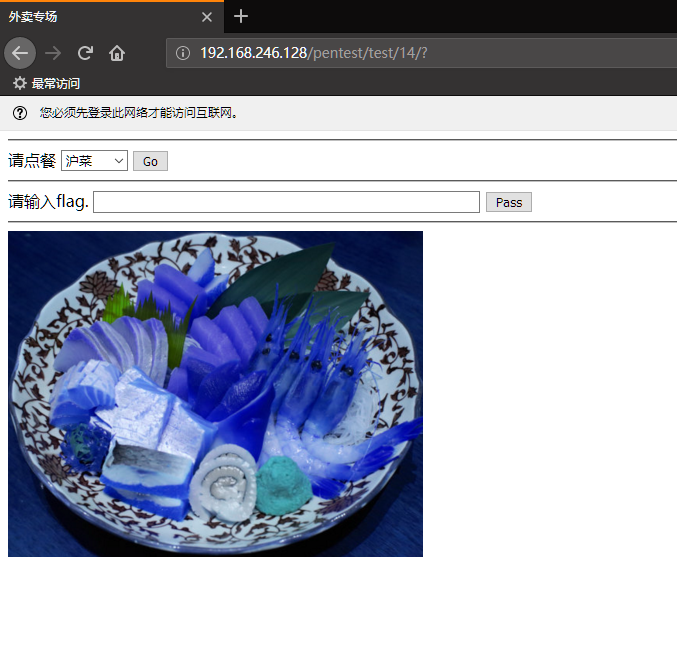 外卖专场
192.168.246.128/pentest/test/14/?
最常访问
您必须先登录此网络才能访问互联网。
请点餐 沪菜 Go
请输入flag. Pass